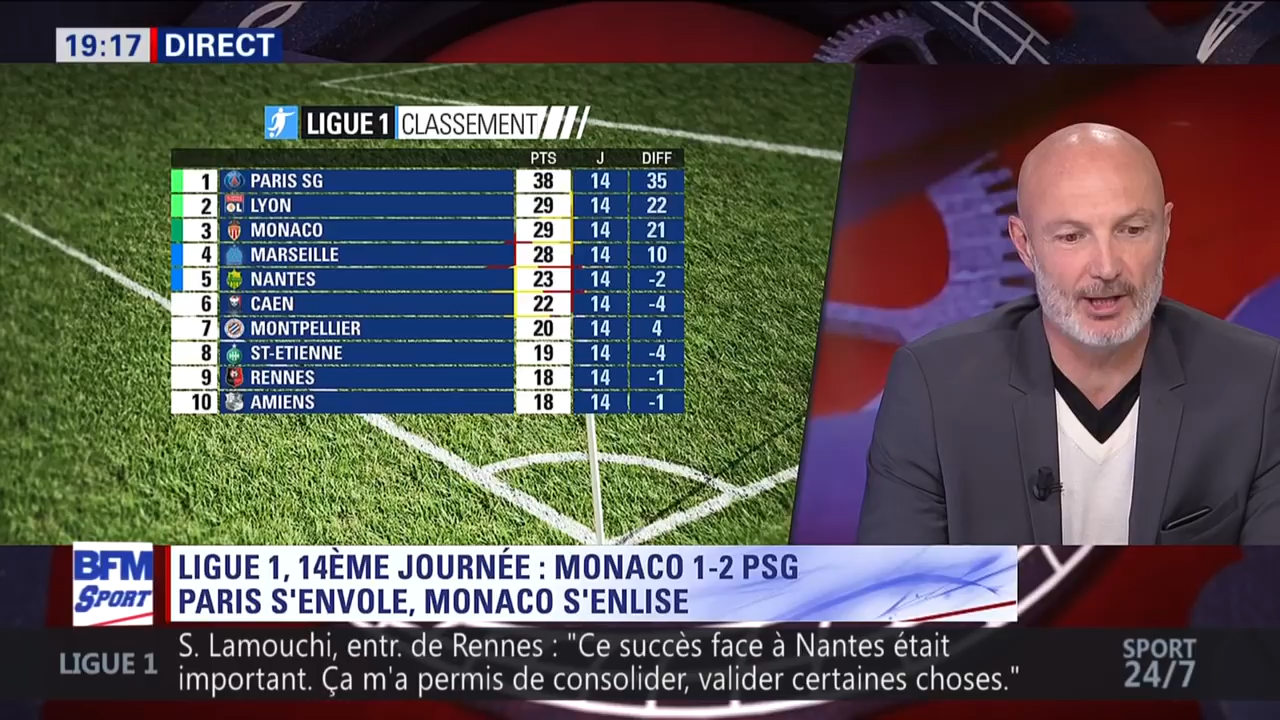 19:17 DIRECT
LIGUE 1 CLASSEMENT
PTS J DIFF
1 PARIS SG 38 14 35
2 LYON 29 14 22
3 MONACO 29 14 21
4 MARSEILLE 28 14 10
5 NANTES 23 14 -2
6 CAEN 22 14 -4
7 MONTPELLIER 20 14 4
8 ST-ETIENNE 19 14 -4
9 RENNES 18 14 -1
10 AMIENS 18 14 -1
BFM SPORT
LIGUE 1, 14ÈME JOURNÉE : MONACO 1-2 PSG
PARIS S'ENVOLE, MONACO S'ENLISE
LIGUE 1
S. Lamouchi, entr. de Rennes : "Ce succès face à Nantes était
important. Ça m'a permis de consolider, valider certaines choses."
SPORT
24/7